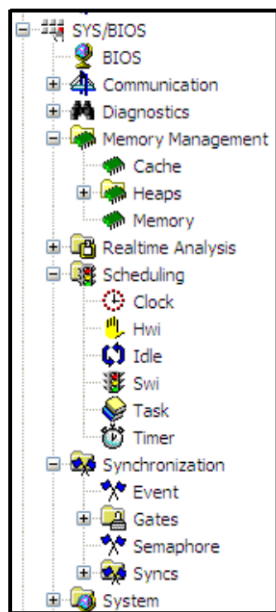 SYS/BIOS
BIOS
Communication
Diagnostics
Memory Management
Cache
Heaps
Memory
Realtime Analysis
Scheduling
Clock
Hwi
Idle
Swi
Task
Timer
Synchronization
Event
Gates
Semaphore
Syncs
System